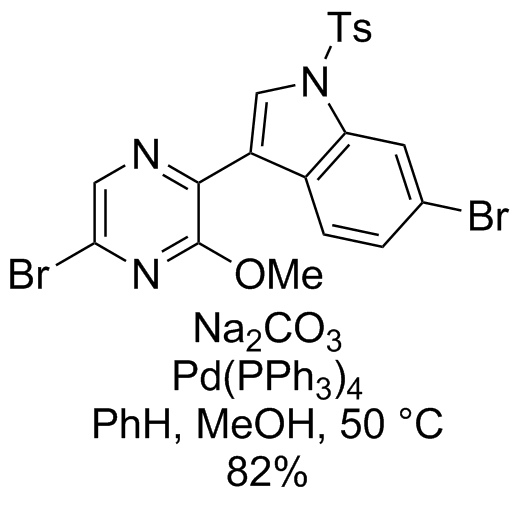 Ts
N
N
Br
Br
N
OMe
Na₂CO₃
Pd(PPh₃)₄
PhH, MeOH, 50 °C
82%